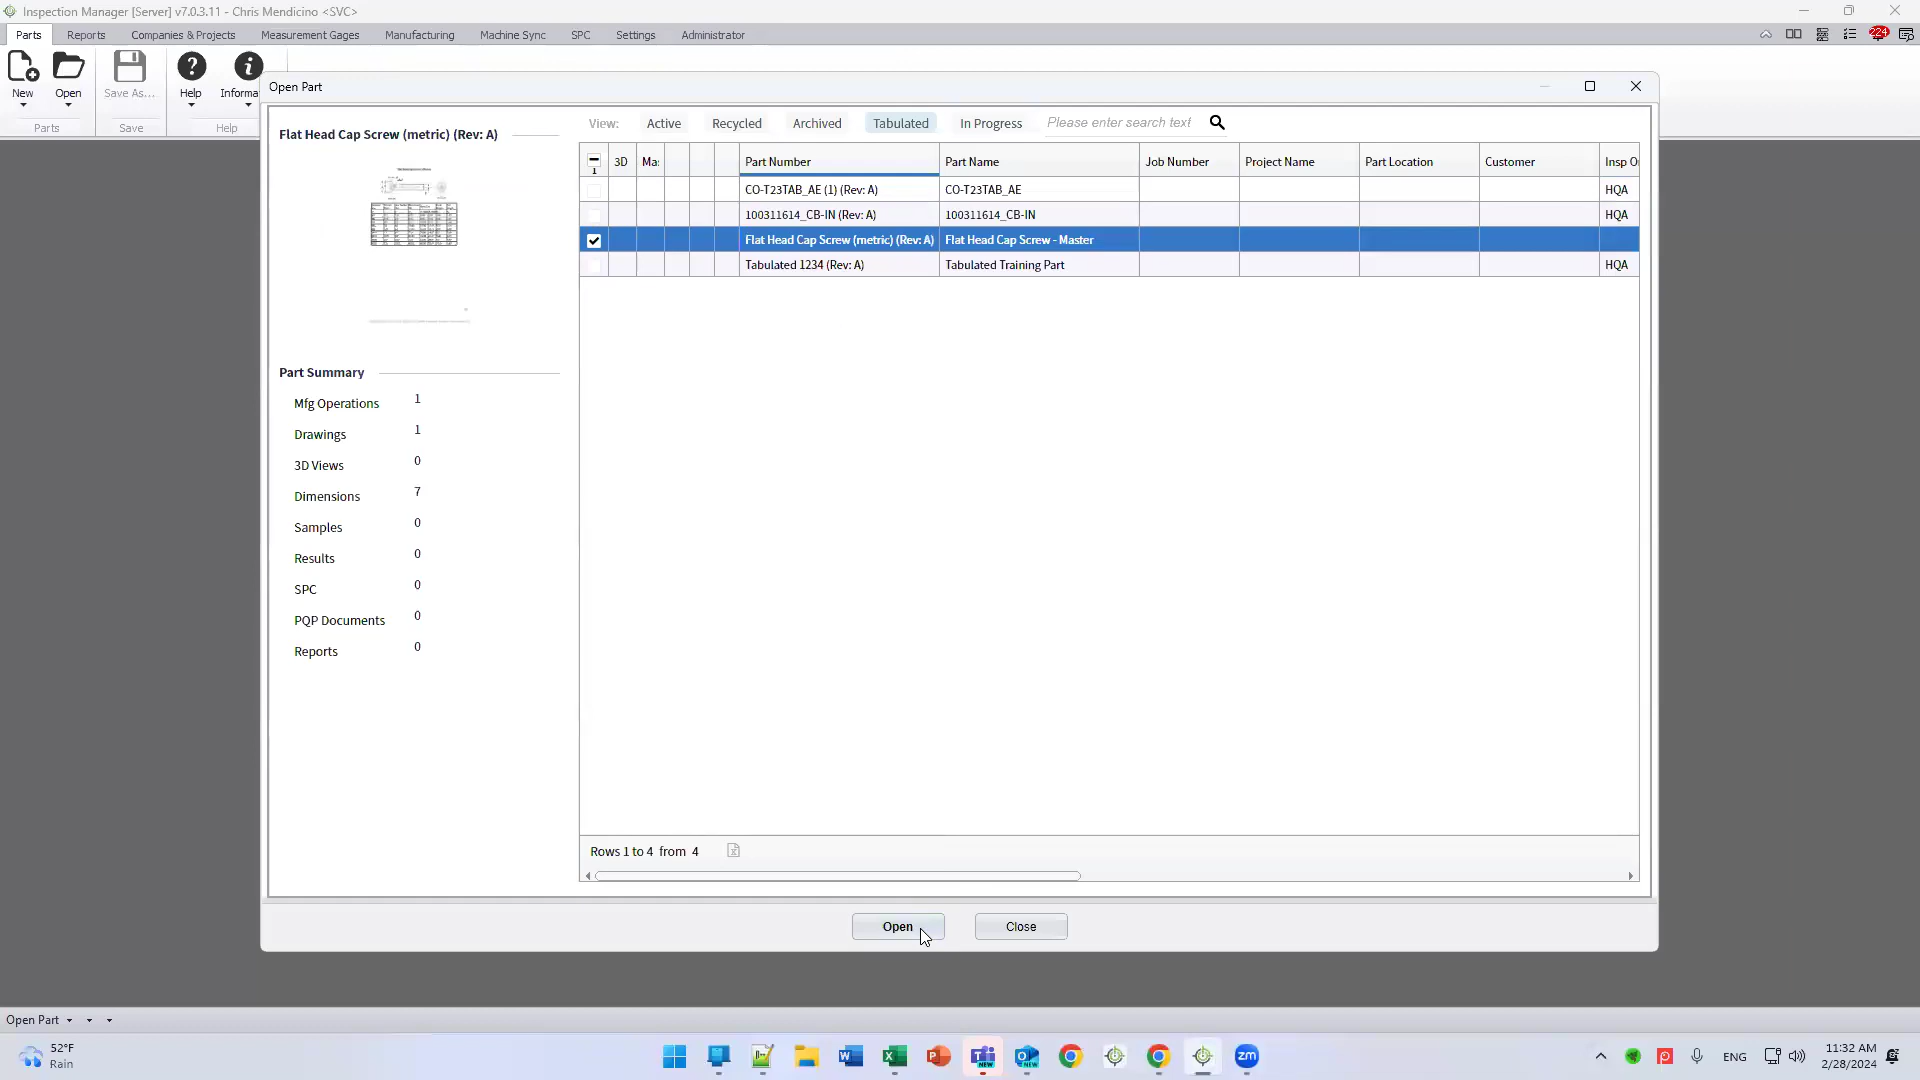 Inspection Manager [Server] v7.0.3.11 - Chris Mendicino <SVC>
Parts Reports Companies & Projects Measurement Gages Manufacturing Machine Sync SPC Settings Administrator
224
New Open Save As... Help Informa
Parts Save Help
Open Part
Flat Head Cap Screw (metric) (Rev: A)
View: Active Recycled Archived Tabulated In Progress Please enter search text
1 3D Ma: Part Number Part Name Job Number Project Name Part Location Customer Insp O
CO-T23TAB_AE (1) (Rev: A) CO-T23TAB_AE HQA
100311614_CB-IN (Rev: A) 100311614_CB-IN HQA
Flat Head Cap Screw (metric) (Rev: A) Flat Head Cap Screw - Master
Tabulated 1234 (Rev: A) Tabulated Training Part HQA
Part Summary
Mfg Operations 1
Drawings 1
3D Views 0
Dimensions 7
Samples 0
Results 0
SPC 0
PQP Documents 0
Reports 0
Rows 1 to 4 from 4
Open Close
Open Part
52°F
Rain
NEW
NEW
zm
ENG
11:32 AM
2/28/2024